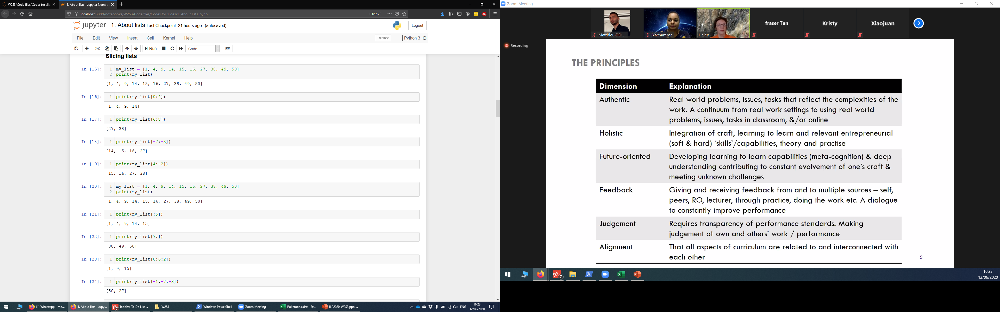 W2S3/Code files/Codes for slid
1. About lists - Jupyter Notebo
localhost:8888/notebooks/W2S3/Code files/Codes for slides/1. About lists.ipynb
120%
ABP
jupyter 1. About lists Last Checkpoint: 21 hours ago (autosaved)
Logout
File Edit View Insert Cell Kernel Help
Trusted
Python 3
Run
Code
Slicing lists
In [15]:
1 my_list = [1, 4, 9, 14, 15, 16, 27, 38, 49, 50]
2 print(my_list)
[1, 4, 9, 14, 15, 16, 27, 38, 49, 50]
In [16]:
1 print(my_list[0:4])
[1, 4, 9, 14]
In [17]:
1 print(my_list[6:8])
[27, 38]
In [18]:
1 print(my_list[-7:-3])
[14, 15, 16, 27]
In [19]:
1 print(my_list[4:-2])
[15, 16, 27, 38]
In [20]:
1 my_list = [1, 4, 9, 14, 15, 16, 27, 38, 49, 50]
2 print(my_list)
[1, 4, 9, 14, 15, 16, 27, 38, 49, 50]
In [21]:
1 print(my_list[:5])
[1, 4, 9, 14, 15]
In [22]:
1 print(my_list[7:])
[38, 49, 50]
In [23]:
1 print(my_list[0:6:2])
[1, 9, 15]
In [24]:
1 print(my_list[-1:-7:-3])
[50, 27]
(1) WhatsApp - Mo...
1. About lists - Jupy...
7
Todoist: To-Do List ...
W2S3
Windows PowerShell
Zoom Meeting
Pokemons.xlsx - Ex...
ILP2020_W2S3.pptx...
ENG
16:23
12/06/2020
Zoom Meeting
Matthieu DE ...
Nachamma
Helen
fraser Tan
Kristy
Xiaojuan
Recording
THE PRINCIPLES
Dimension Explanation
Authentic
Real world problems, issues, tasks that reflect the complexities of the
work. A continuum from real work settings to using real world
problems, issues, tasks in classroom, &/or online
Holistic
Integration of craft, learning to learn and relevant entrepreneurial
(soft & hard) ‘skills’/capabilities, theory and practise
Future-oriented
Developing learning to learn capabilities (meta-cognition) & deep
understanding contributing to constant evolvement of one’s craft &
meeting unknown challenges
Feedback
Giving and receiving feedback from and to multiple sources – self,
peers, RO, lecturer, through practice, doing the work etc. A dialogue
to constantly improve performance
Judgement
Requires transparency of performance standards. Making
judgement of own and others’ work / performance
Alignment
That all aspects of curriculum are related to and interconnected with
each other
9
7
16:23
12/06/2020